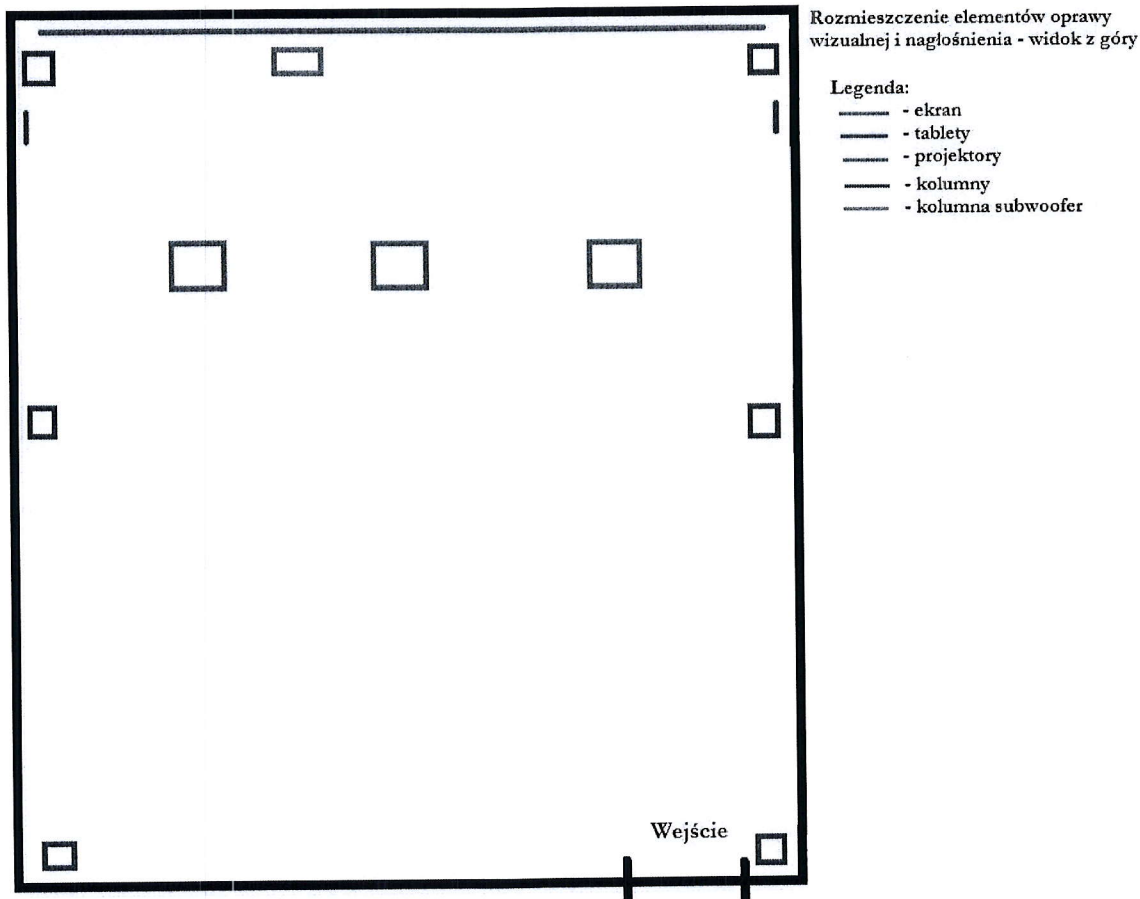 Rozmieszczenie elementów oprawy
wizualnej i nagłośnienia - widok z góry
Legenda:
- ekran
- tablety
- projektory
- kolumny
- kolumna subwoofer
Wejście